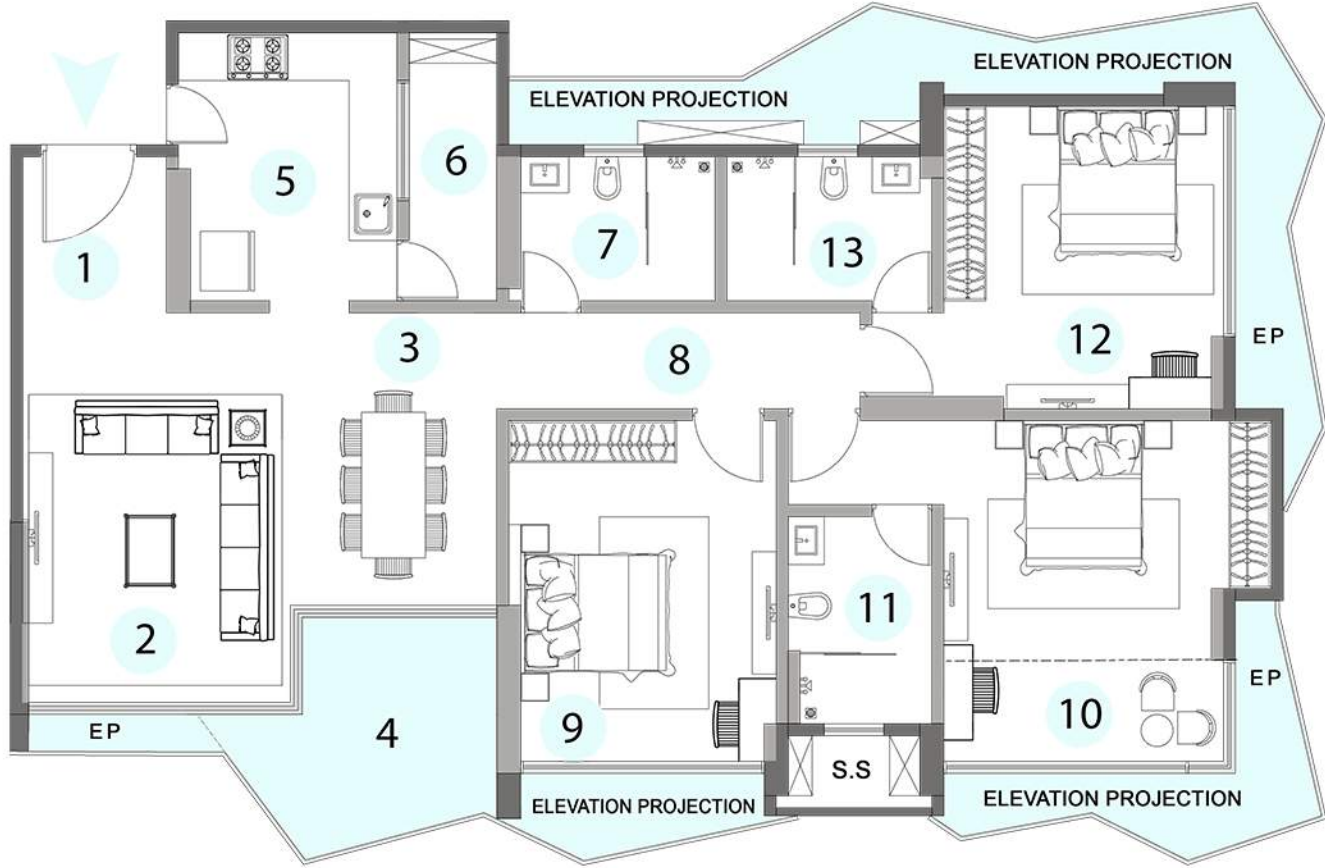 ELEVATION PROJECTION
ELEVATION PROJECTION
1
5
6
7
13
3
8
12
EP
2
4
9
11
10
EP
EP
S.S
ELEVATION PROJECTION
ELEVATION PROJECTION